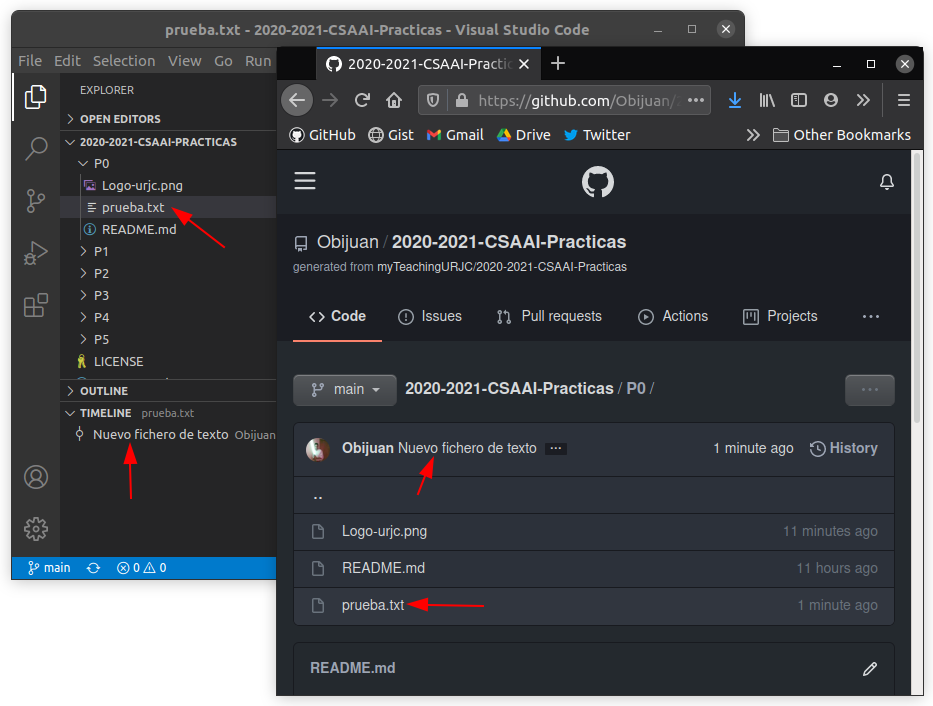 prueba.txt - 2020-2021-CSAAI-Practicas - Visual Studio Code
File Edit Selection View Go Run
EXPLORER
OPEN EDITORS
2020-2021-CSAAI-PRACTICAS
P0
Logo-urjc.png
prueba.txt
README.md
P1
P2
P3
P4
P5
LICENSE
OUTLINE
TIMELINE prueba.txt
Nuevo fichero de texto Obijuan
main 0 0
2020-2021-CSAAI-Practic
https://github.com/Obijuan/
GitHub Gist Gmail Drive Twitter Other Bookmarks
Obijuan / 2020-2021-CSAAI-Practicas
generated from myTeachingURJC/2020-2021-CSAAI-Practicas
Code Issues Pull requests Actions Projects ...
main 2020-2021-CSAAI-Practicas / P0 / ...
Obijuan Nuevo fichero de texto ... 1 minute ago History
..
Logo-urjc.png 11 minutes ago
README.md 11 hours ago
prueba.txt 1 minute ago
README.md